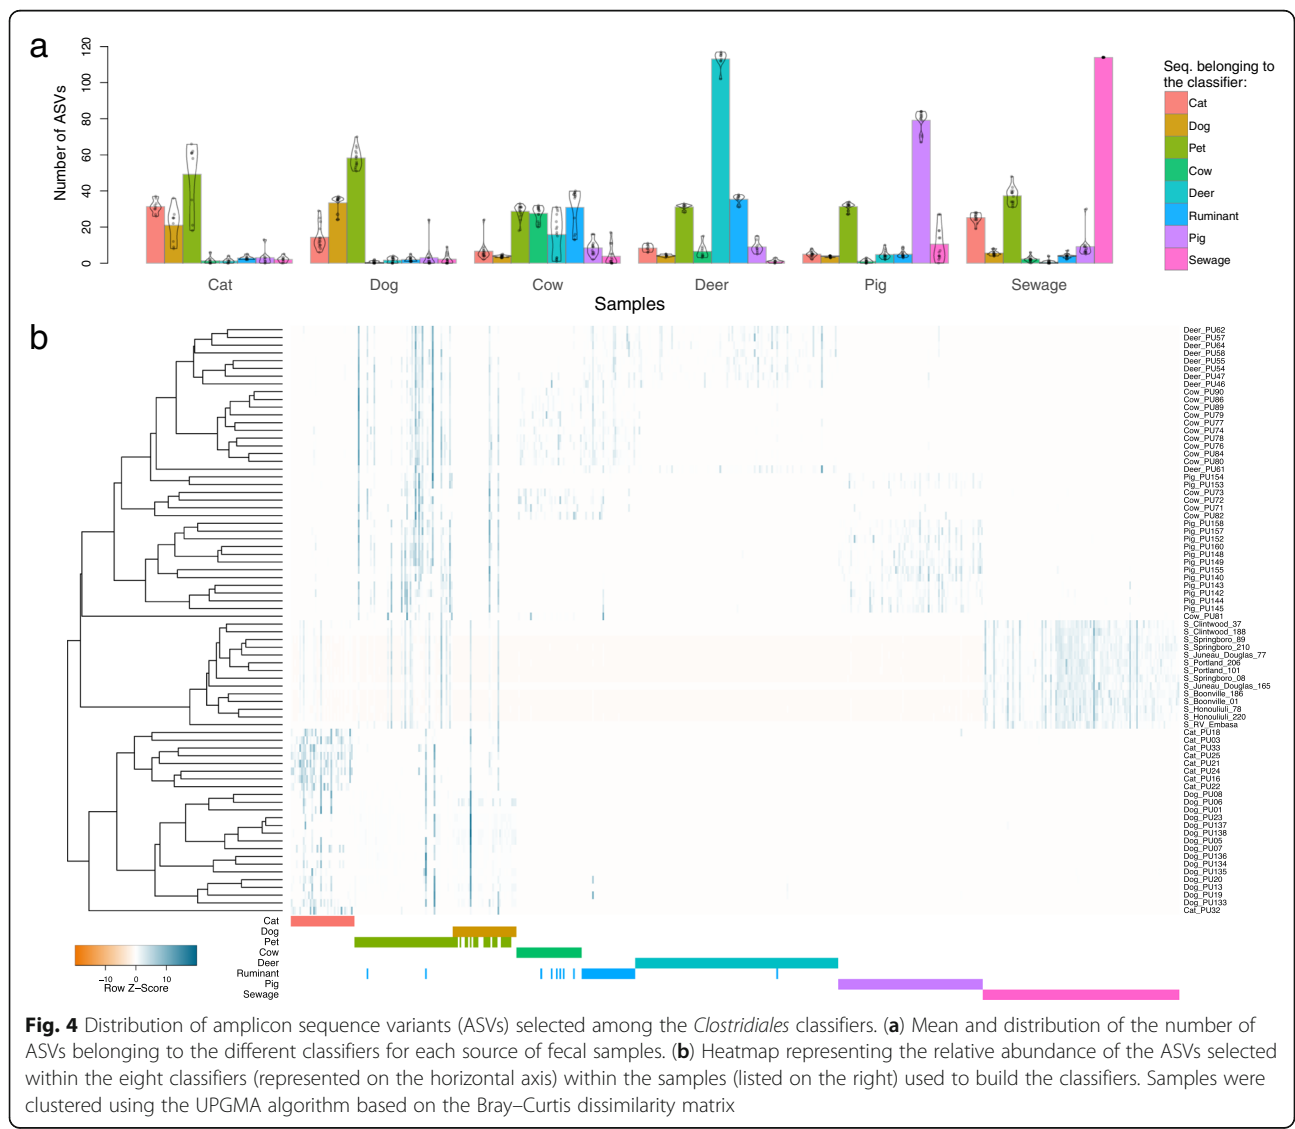 a
Number of ASVs
0
20
40
60
80
100
120
Cat
Dog
Cow
Deer
Pig
Sewage
Samples
Seq. belonging to
the classifier:
Cat
Dog
Pet
Cow
Deer
Ruminant
Pig
Sewage
b
Deer_PU62
Deer_PU57
Deer_PU64
Deer_PU58
Deer_PU55
Deer_PU54
Deer_PU47
Deer_PU46
Cow_PU90
Cow_PU86
Cow_PU89
Cow_PU79
Cow_PU77
Cow_PU74
Cow_PU78
Cow_PU76
Cow_PU84
Cow_PU80
Deer_PU61
Pig_PU154
Pig_PU153
Cow_PU73
Cow_PU72
Cow_PU71
Cow_PU82
Pig_PU158
Pig_PU157
Pig_PU152
Pig_PU160
Pig_PU148
Pig_PU149
Pig_PU155
Pig_PU140
Pig_PU143
Pig_PU142
Pig_PU144
Pig_PU145
Cow_PU81
S_Clintwood_37
S_Clintwood_188
S_Springboro_89
S_Springboro_210
S_Juneau_Douglas_77
S_Portland_206
S_Portland_101
S_Springboro_08
S_Juneau_Douglas_165
S_Boonville_186
S_Boonville_01
S_Honouliuli_78
S_Honouliuli_220
S_RV_Embasa
Cat_PU18
Cat_PU03
Cat_PU33
Cat_PU25
Cat_PU21
Cat_PU24
Cat_PU16
Cat_PU22
Dog_PU08
Dog_PU06
Dog_PU01
Dog_PU23
Dog_PU137
Dog_PU138
Dog_PU05
Dog_PU07
Dog_PU136
Dog_PU134
Dog_PU135
Dog_PU20
Dog_PU13
Dog_PU19
Dog_PU133
Cat_PU32
Cat
Dog
Pet
Cow
Deer
Ruminant
Pig
Sewage
−10 0 10
Row Z−Score
Fig. 4 Distribution of amplicon sequence variants (ASVs) selected among the Clostridiales classifiers. (a) Mean and distribution of the number of
ASVs belonging to the different classifiers for each source of fecal samples. (b) Heatmap representing the relative abundance of the ASVs selected
within the eight classifiers (represented on the horizontal axis) within the samples (listed on the right) used to build the classifiers. Samples were
clustered using the UPGMA algorithm based on the Bray–Curtis dissimilarity matrix